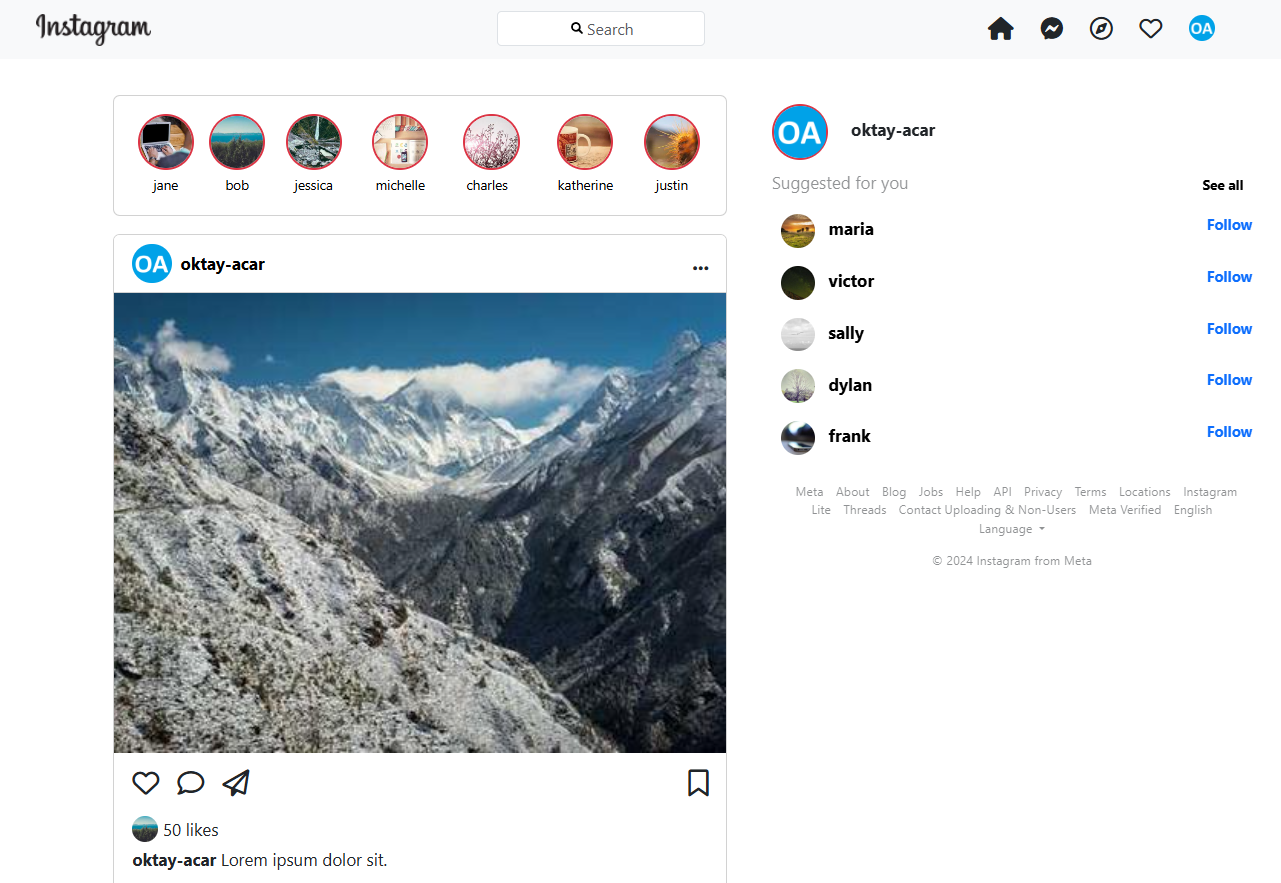 Instagram
Search
OA
jane bob jessica michelle charles katherine justin
OA oktay-acar
50 likes
oktay-acar Lorem ipsum dolor sit.
OA oktay-acar
Suggested for you See all
maria Follow
victor Follow
sally Follow
dylan Follow
frank Follow
Meta About Blog Jobs Help API Privacy Terms Locations Instagram
Lite Threads Contact Uploading & Non-Users Meta Verified English
Language
© 2024 Instagram from Meta